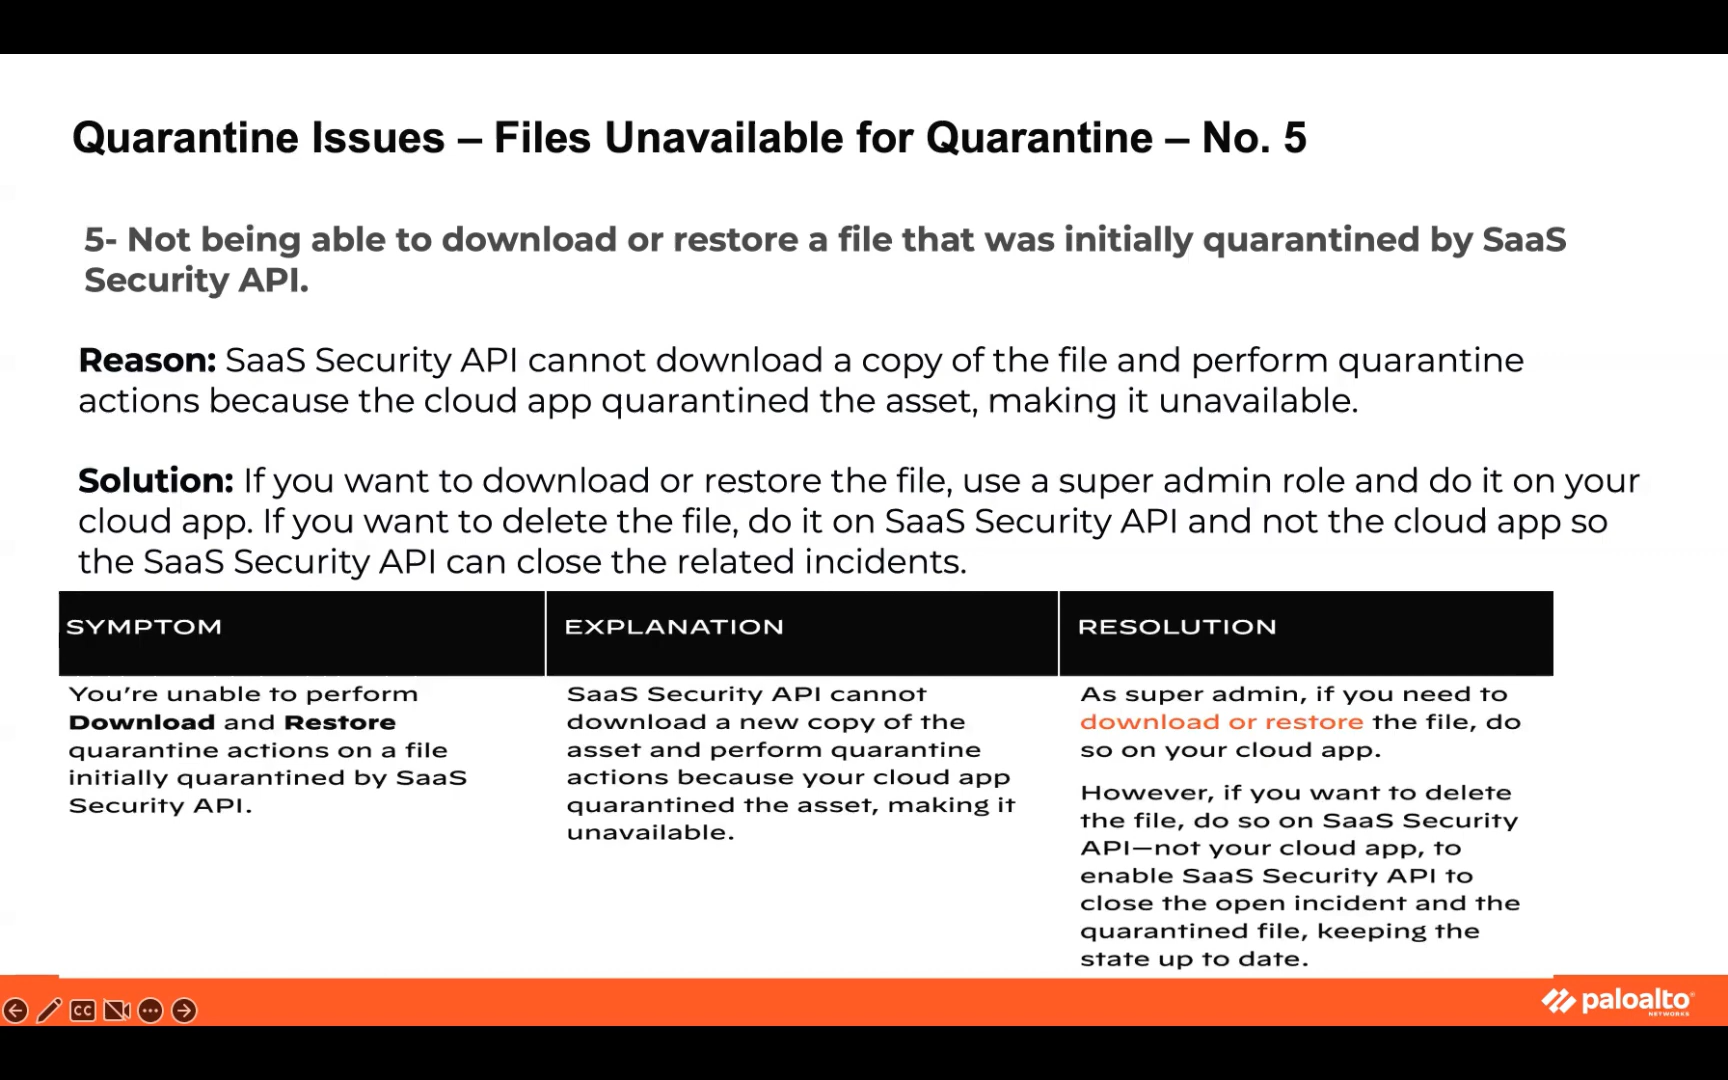 Quarantine Issues – Files Unavailable for Quarantine – No. 5
5- Not being able to download or restore a file that was initially quarantined by SaaS
Security API.
Reason: SaaS Security API cannot download a copy of the file and perform quarantine
actions because the cloud app quarantined the asset, making it unavailable.
Solution: If you want to download or restore the file, use a super admin role and do it on your
cloud app. If you want to delete the file, do it on SaaS Security API and not the cloud app so
the SaaS Security API can close the related incidents.
SYMPTOM
EXPLANATION
RESOLUTION
You're unable to perform
Download and Restore
quarantine actions on a file
initially quarantined by SaaS
Security API.
SaaS Security API cannot
download a new copy of the
asset and perform quarantine
actions because your cloud app
quarantined the asset, making it
unavailable.
As super admin, if you need to
download or restore the file, do
so on your cloud app.
However, if you want to delete
the file, do so on SaaS Security
API—not your cloud app, to
enable SaaS Security API to
close the open incident and the
quarantined file, keeping the
state up to date.
CC
paloalto
NETWORKS